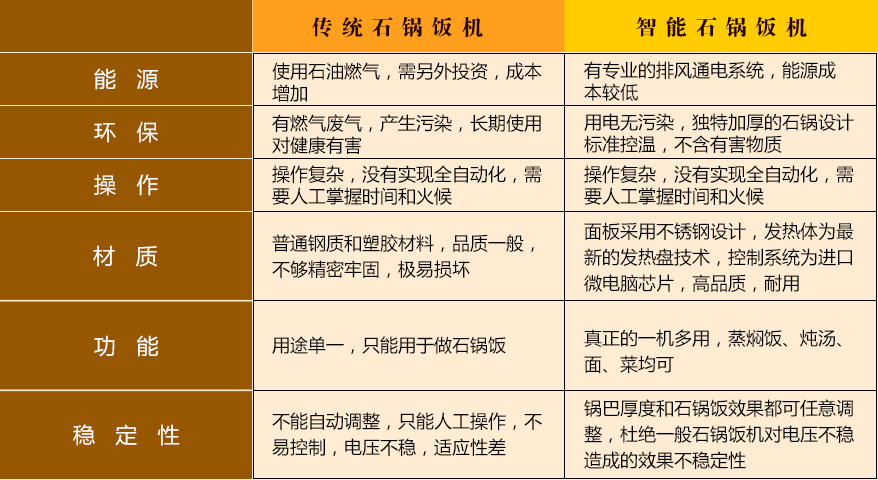 传统石锅饭机
智能石锅饭机
能源
使用石油燃气，需另外投资，成本
增加
有专业的排风通电系统，能源成
本较低
环保
有燃气废气，产生污染，长期使用
对健康有害
用电无污染，独特加厚的石锅设计
标准控温，不含有害物质
操作
操作复杂，没有实现全自动化，需
要人工掌握时间和火候
操作复杂，没有实现全自动化，需
要人工掌握时间和火候
材质
普通钢质和塑胶材料，品质一般，
不够精密牢固，极易损坏
面板采用不锈钢设计，发热体为最
新的发热盘技术，控制系统为进口
微电脑芯片，高品质，耐用
功能
用途单一，只能用于做石锅饭
真正的一机多用，蒸焖饭、炖汤、
面、菜均可
稳定性
不能自动调整，只能人工操作，不
易控制，电压不稳，适应性差
锅巴厚度和石锅饭效果都可任意调
整，杜绝一般石锅饭机对电压不稳
造成的效果不稳定性